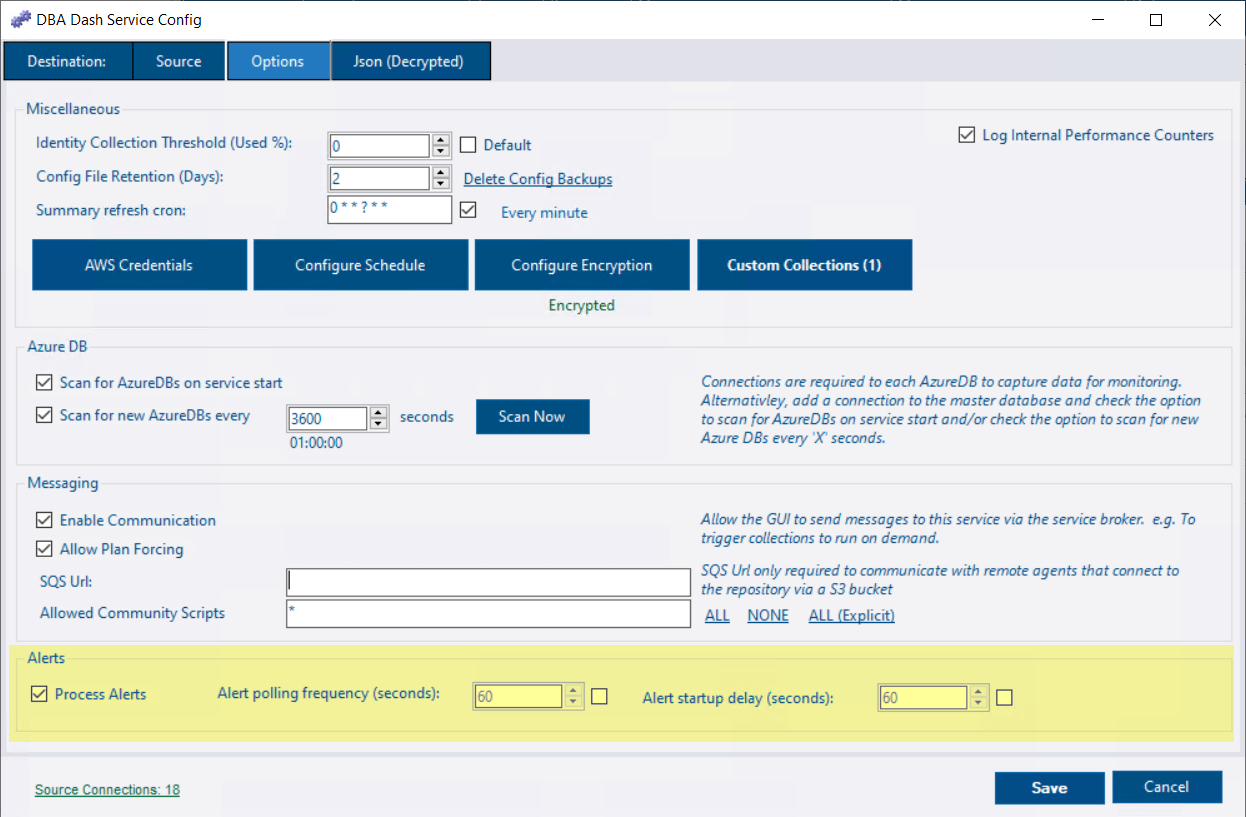 DBA Dash Service Config
Destination: Source Options Json (Decrypted)
Miscellaneous
Identity Collection Threshold (Used %): 0 Default Log Internal Performance Counters
Config File Retention (Days): 2 Delete Config Backups
Summary refresh cron: 0 * * ? * * Every minute
AWS Credentials Configure Schedule Configure Encryption Custom Collections (1)
Encrypted
Azure DB
Scan for AzureDBs on service start
Scan for new AzureDBs every 3600 seconds Scan Now
01:00:00
Connections are required to each AzureDB to capture data for monitoring.
Alternativley, add a connection to the master database and check the option
to scan for AzureDBs on service start and/or check the option to scan for new
Azure DBs every 'X' seconds.
Messaging
Enable Communication
Allow Plan Forcing
Allow the GUI to send messages to this service via the service broker. e.g. To
trigger collections to run on demand.
SQS Url:
SQS Url only required to communicate with remote agents that connect to
the repository via a S3 bucket
Allowed Community Scripts * ALL NONE ALL (Explicit)
Alerts
Process Alerts Alert polling frequency (seconds): 60 Alert startup delay (seconds): 60
Source Connections: 18 Save Cancel